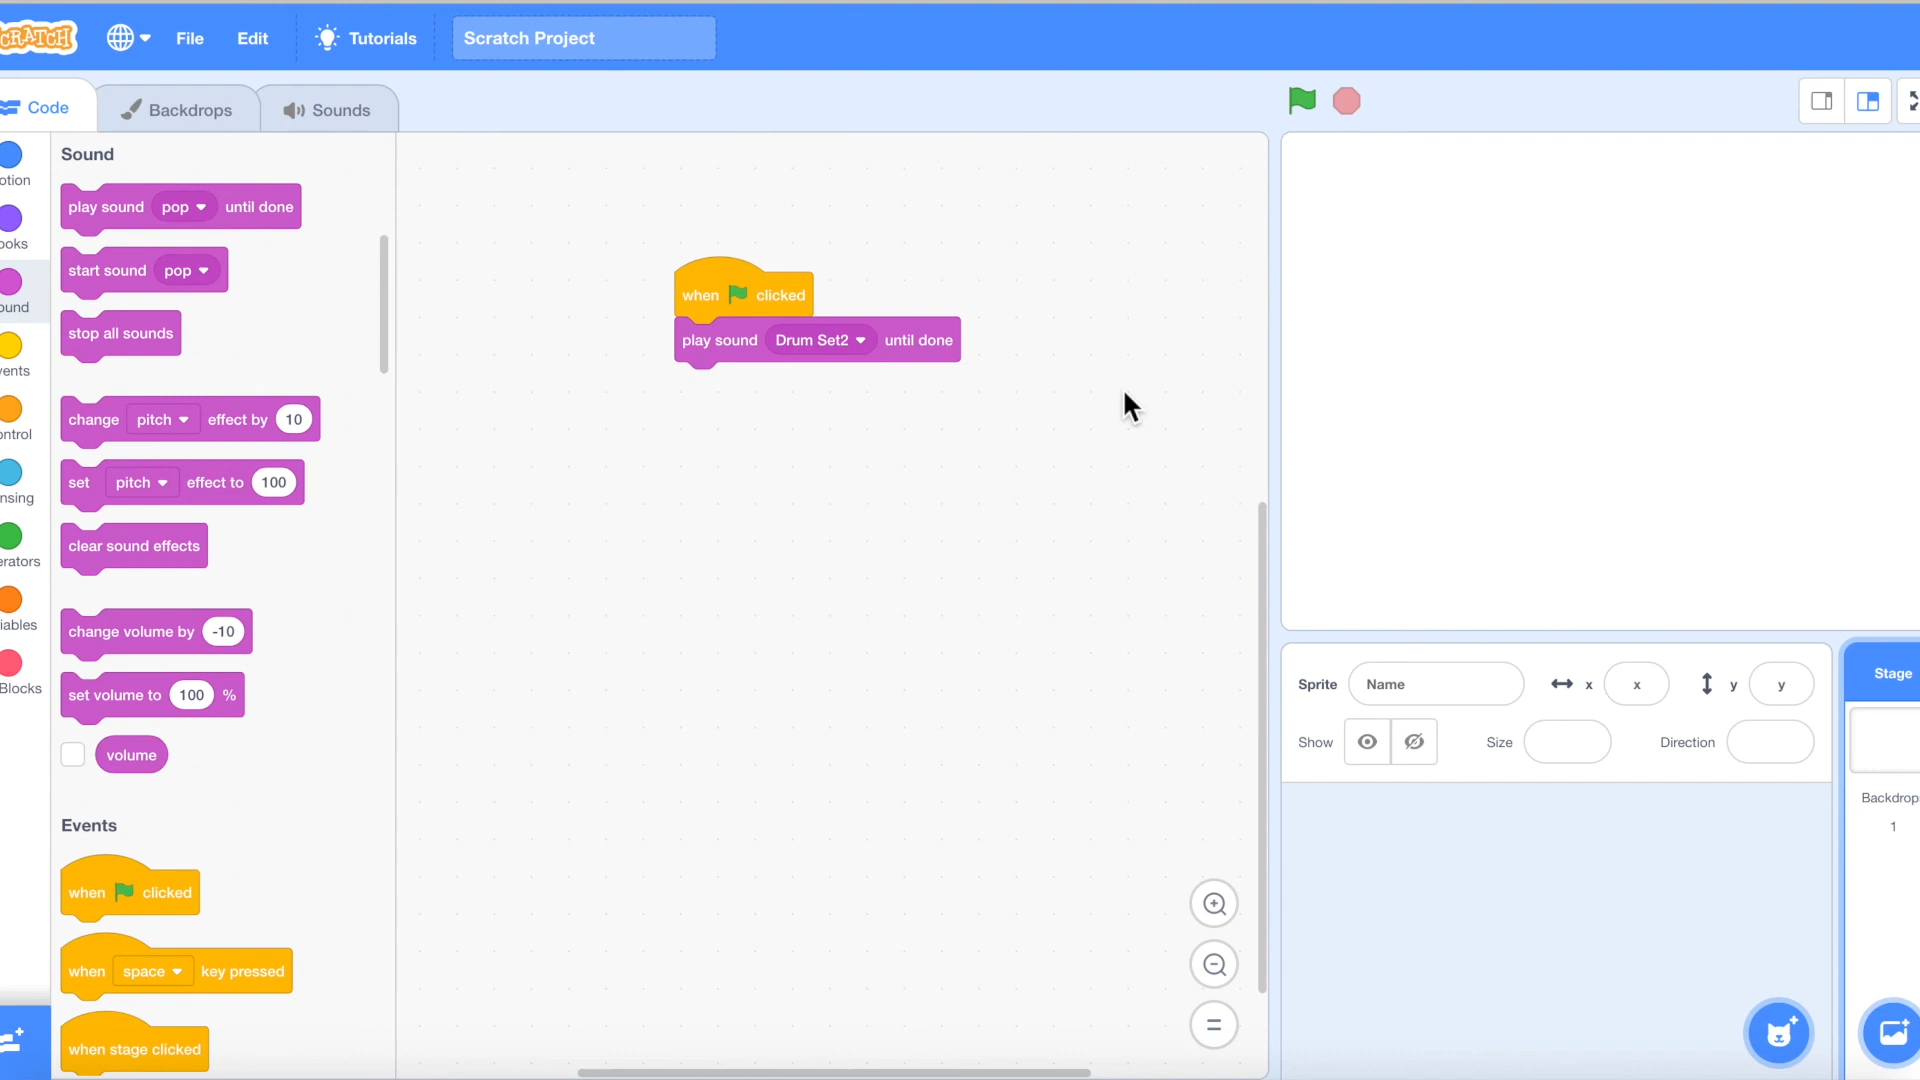 CRATCH
File
Edit
Tutorials
Scratch Project
Code
Backdrops
Sounds
otion
ooks
ound
vents
ontrol
nsing
erators
iables
Blocks
Sound
play sound pop until done
start sound pop
stop all sounds
change pitch effect by 10
set pitch effect to 100
clear sound effects
change volume by -10
set volume to 100 %
volume
Events
when clicked
when space key pressed
when stage clicked
when clicked
play sound Drum Set2 until done
Sprite Name x x y y
Show Size Direction
Stage
Backdrop
1